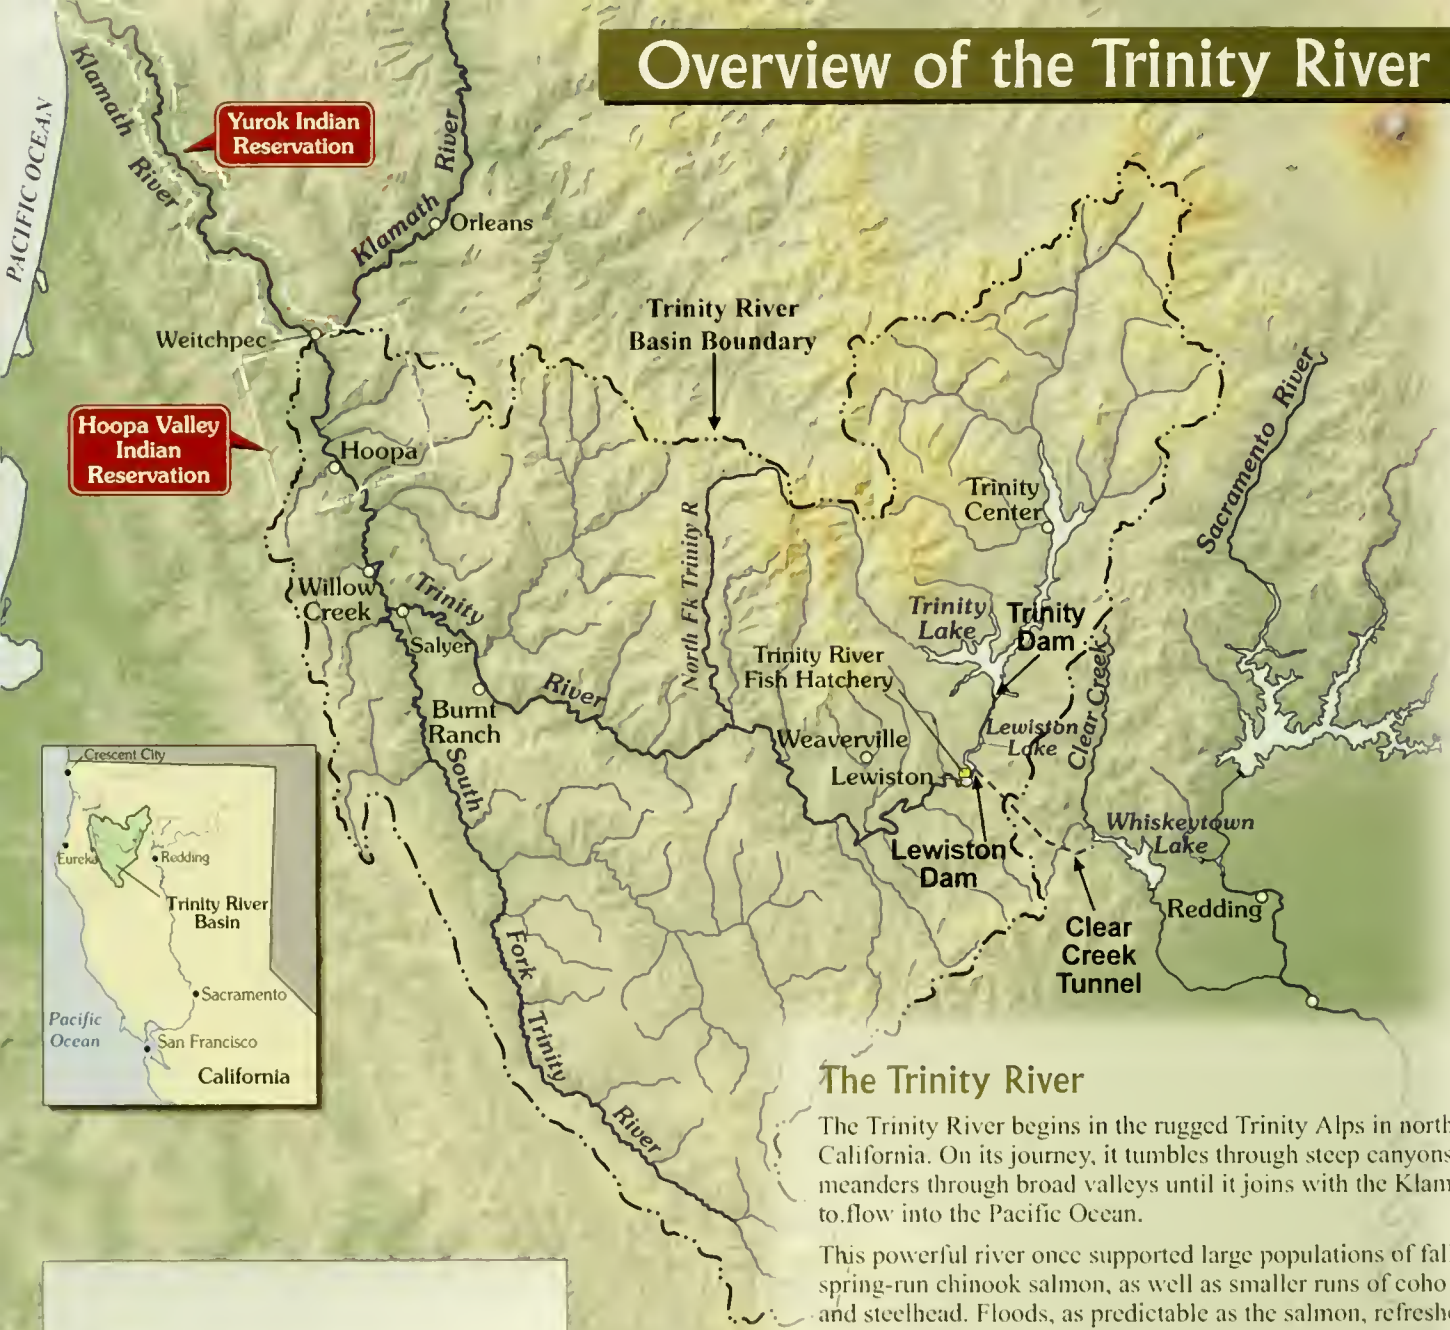 Overview of the Trinity River
PACIFIC OCEAN
Klamath
River
Yurok Indian
Reservation
Klamath
River
Orleans
Weitchpec
Trinity River
Basin Boundary
Hoopa Valley
Indian
Reservation
Hoopa
Sacramento River
Trinity
Center
North Fk Trinity R
Willow
Creek
Trinity
River
Salyer
Trinity
Lake
Trinity
Dam
Trinity River
Fish Hatchery
Burnt
Ranch
Lewiston
Lake
Clear Creek
Weaverville
Lewiston
Lewiston
Dam
Whiskeytown
Lake
Redding
Clear
Creek
Tunnel
South
Fork
Trinity
River
Crescent City
Eureka
Redding
Trinity River
Basin
Sacramento
Pacific
Ocean
San Francisco
California
The Trinity River
The Trinity River begins in the rugged Trinity Alps in north
California. On its journey, it tumbles through steep canyons
meanders through broad valleys until it joins with the Klam
to.flow into the Pacific Ocean.
This powerful river once supported large populations of fal
spring-run chinook salmon, as well as smaller runs of coho
and steelhead. Floods, as predictable as the salmon, refreshe